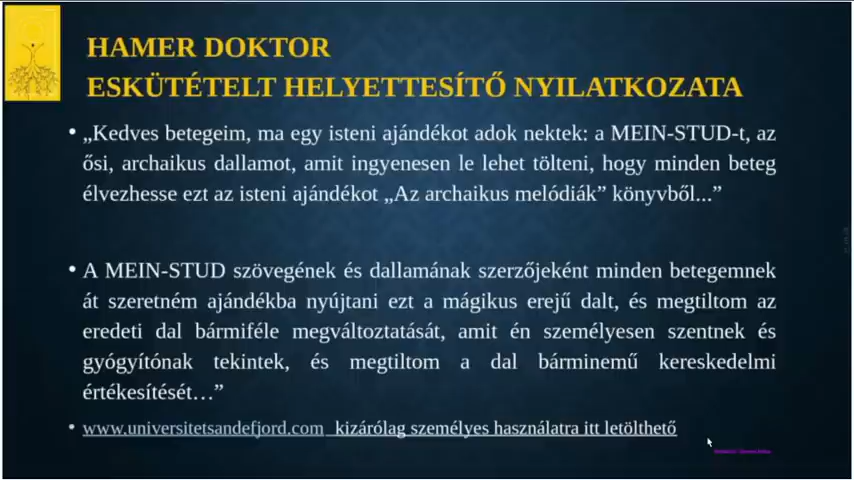 HAMER DOKTOR
ESKÜTÉTELT HELYETTESÍTŐ NYILATKOZATA
• „Kedves betegeim, ma egy isteni ajándékot adok nektek: a MEIN-STUD-t, az
ősi, archaikus dallamot, amit ingyenesen le lehet tölteni, hogy minden beteg
élvezhesse ezt az isteni ajándékot „Az archaikus melódiák” könyvből...”
• A MEIN-STUD szövegének és dallamának szerzőjeként minden betegemnek
át szeretném ajándékba nyújtani ezt a mágikus erejű dalt, és megtiltom az
eredeti dal bármiféle megváltoztatását, amit én személyesen szentnek és
gyógyítónak tekintek, és megtiltom a dal bárminemű kereskedelmi
értékesítését…”
• www.universitetsandefjord.com kizárólag személyes használatra itt letölthető